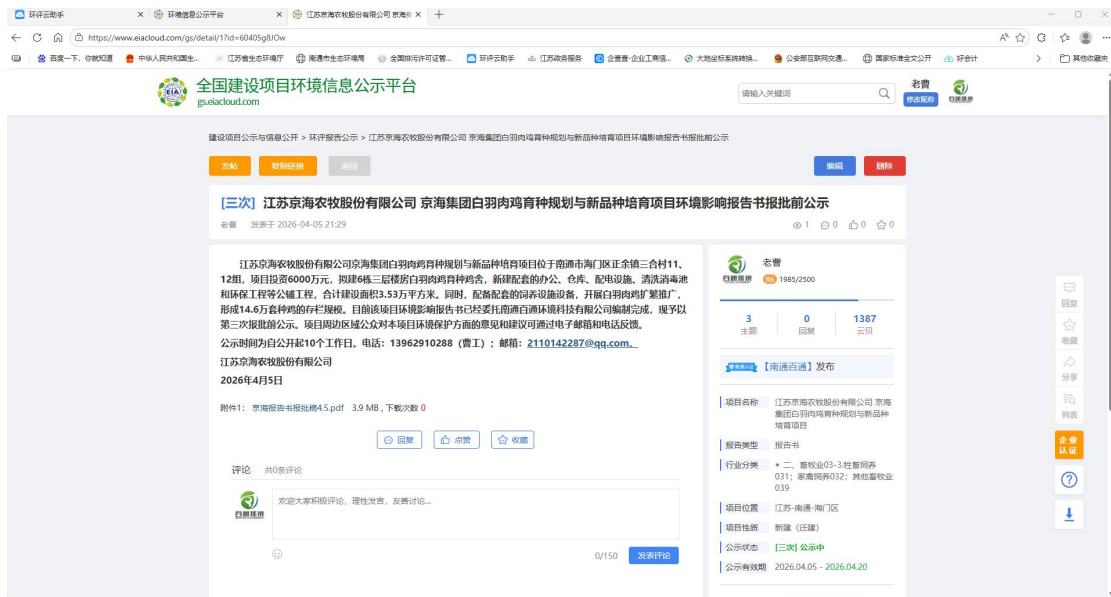 环评云助手
环境信息公示平台
江苏京海农牧股份有限公司 京海
https://www.eiacloud.com/gs/detail/1?id=60405g8JOw
百度一下，你就知道
中华人民共和国生...
江苏省生态环境厅
南通市生态环境局
全国排污许可证管...
环评云助手
江苏政务服务
企查查-企业工商信...
大地坐标系统转换...
公安部互联网交通...
国家标准全文公开
好会计
其他收藏夹
EIA
全国建设项目环境信息公示平台
gs.eiacloud.com
请输入关键词
老曹
修改昵称
百通环境
建设项目公示与信息公开 > 环评报告公示 > 江苏京海农牧股份有限公司 京海集团白羽肉鸡育种规划与新品种培育项目环境影响报告书报批前公示
发帖
复制链接
返回
编辑
删除
[三次] 江苏京海农牧股份有限公司 京海集团白羽肉鸡育种规划与新品种培育项目环境影响报告书报批前公示
老曹 发表于 2026-04-05 21:29
1 0 0 0
江苏京海农牧股份有限公司京海集团白羽肉鸡育种规划与新品种培育项目位于南通市海门区正余镇三合村11、
12组，项目投资6000万元，拟建6栋三层楼房白羽肉鸡育种鸡舍，新建配套的办公、仓库、配电设施、清洗消毒池
和环保工程等公辅工程，合计建设面积3.53万平方米。同时，配备配套的饲养设施设备，开展白羽肉鸡扩繁推广，
形成14.6万套种鸡的存栏规模。目前该项目环境影响报告书已经委托南通百通环境科技有限公司编制完成，现予以
第三次报批前公示。项目周边区域公众对本项目环境保护方面的意见和建议可通过电子邮箱和电话反馈。
公示时间为自公开起10个工作日。电话：13962910288（曹工）；邮箱：2110142287@qq.com。
江苏京海农牧股份有限公司
2026年4月5日
附件1： 京海报告书报批稿4.5.pdf 3.9 MB , 下载次数 0
回复
点赞
收藏
评论 共0条评论
百通环境
欢迎大家积极评论，理性发言，友善讨论...
0/150
发表评论
百通环境
老曹
R6 1985/2500
3
主题
0
回复
1387
云贝
【南通百通】发布
项目名称 江苏京海农牧股份有限公司 京海
集团白羽肉鸡育种规划与新品种
培育项目
报告类型 报告书
行业分类 二、畜牧业03-3.牲畜饲养
031；家禽饲养032；其他畜牧业
039
项目位置 江苏-南通-海门区
项目性质 新建（迁建）
公示状态 [三次] 公示中
公示有效期 2026.04.05 - 2026.04.20
回复
收藏
分享
列表
企业
认证